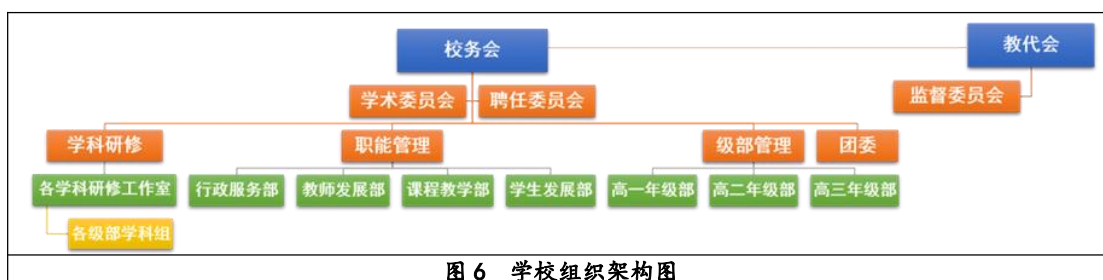 校务会 教代会
学术委员会 聘任委员会 监督委员会
学科研修 职能管理 级部管理 团委
各学科研修工作室 行政服务部 教师发展部 课程教学部 学生发展部 高一年级部 高二年级部 高三年级部
各级部学科组
图 6 学校组织架构图